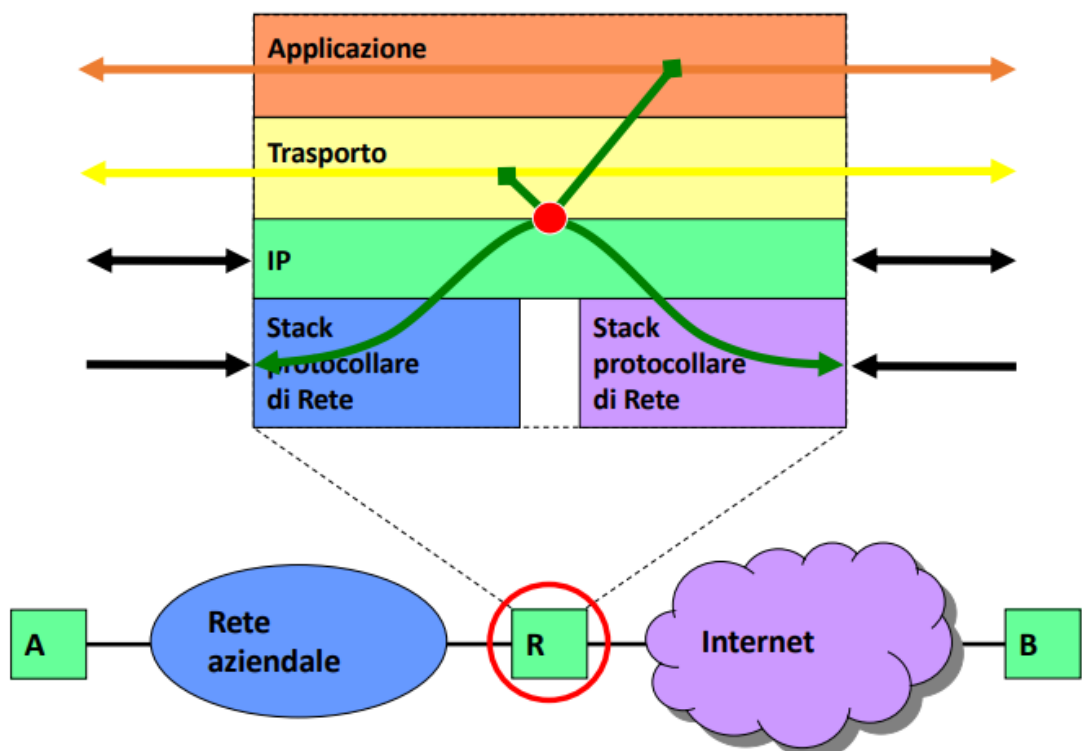 Applicazione
Trasporto
IP
Stack
protocollare
di Rete
Stack
protocollare
di Rete
A
Rete
aziendale
R
Internet
B